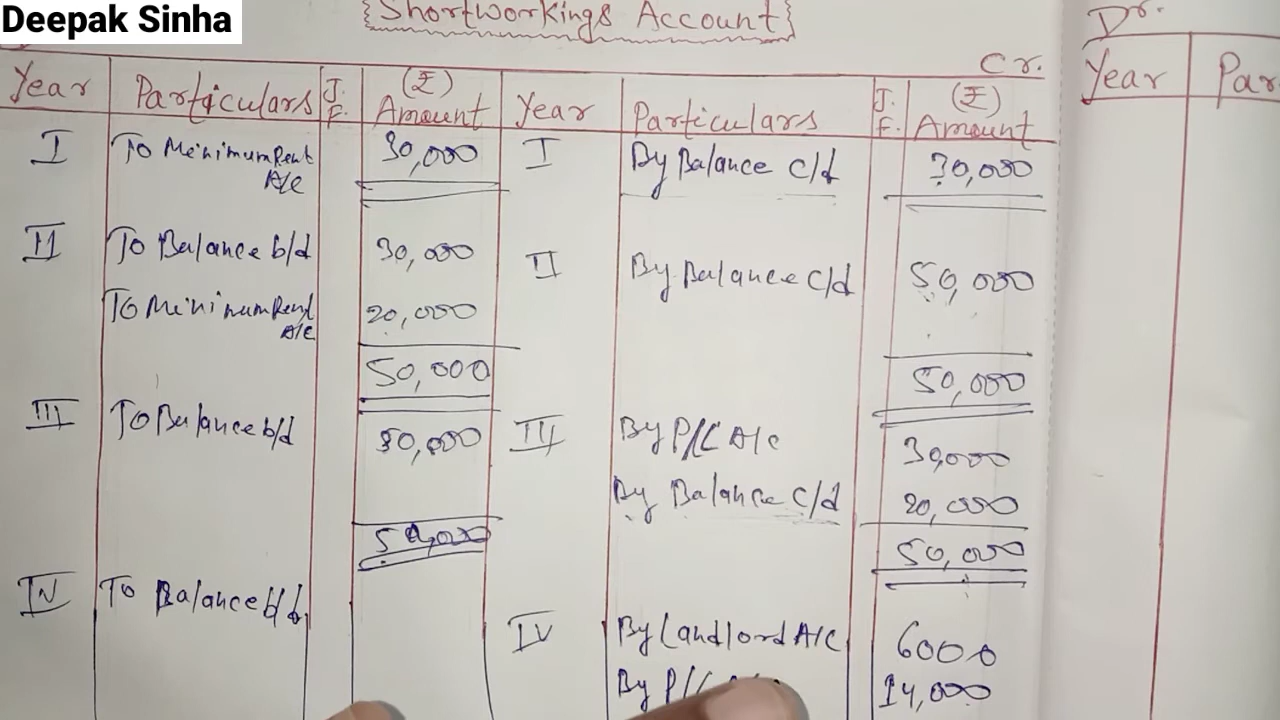 Deepak Sinha
{Shortworkings Account}
Cr.
Dr.
Year Particulars J.F. (₹) Amount Year Particulars J.F. (₹) Amount
Year Par
I To Minimum Rent A/c 30,000 I By Balance c/d 30,000
II To Balance b/d 30,000 II By Balance c/d 50,000
To Minimum Rent A/c 20,000
50,000 50,000
III To Balance b/d 50,000 III By P/L A/c 30,000
By Balance c/d 20,000
50,000 50,000
IV To Balance b/d
IV By Landlord A/c 6000
By P/L 14,000